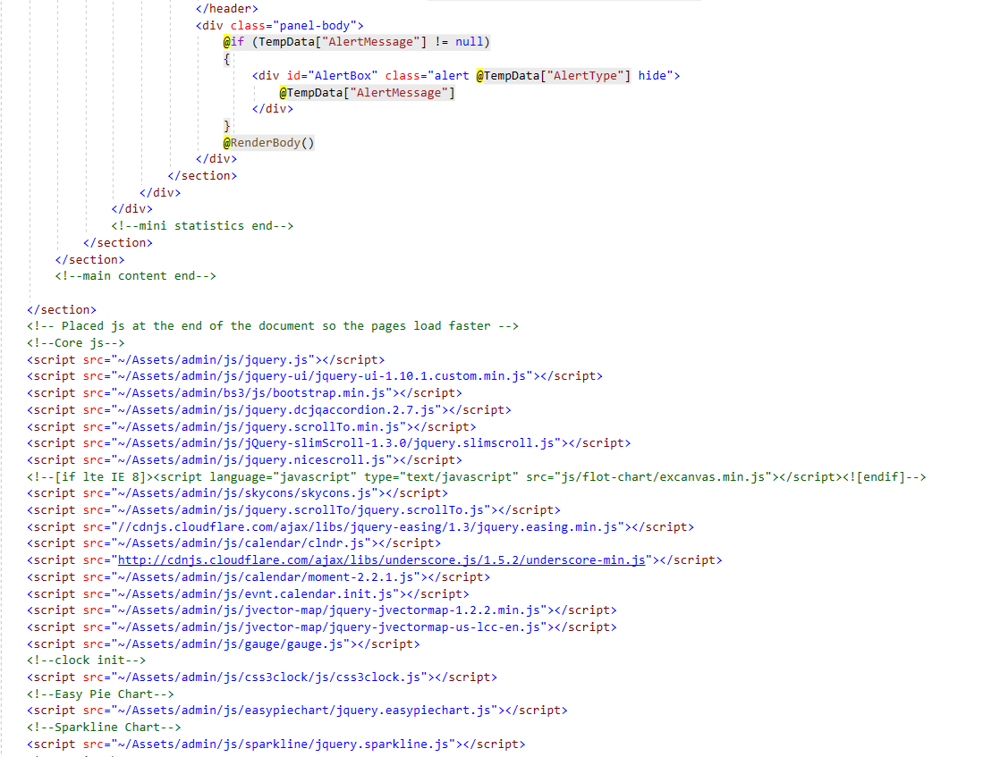 </header>
<div class="panel-body">
@if (TempData["AlertMessage"] != null)
{
<div id="AlertBox" class="alert @TempData["AlertType"] hide">
@TempData["AlertMessage"]
</div>
}
@RenderBody()
</div>
</section>
</div>
</div>
<!--mini statistics end-->
</section>
</section>
<!--main content end-->
</section>
<!-- Placed js at the end of the document so the pages load faster -->
<!--Core js-->
<script src="~/Assets/admin/js/jquery.js"></script>
<script src="~/Assets/admin/js/jquery-ui/jquery-ui-1.10.1.custom.min.js"></script>
<script src="~/Assets/admin/bs3/js/bootstrap.min.js"></script>
<script src="~/Assets/admin/js/jquery.dcjqaccordion.2.7.js"></script>
<script src="~/Assets/admin/js/jquery.scrollTo.min.js"></script>
<script src="~/Assets/admin/js/jQuery-slimScroll-1.3.0/jquery.slimscroll.js"></script>
<script src="~/Assets/admin/js/jquery.nicescroll.js"></script>
<!--[if lte IE 8]><script language="javascript" type="text/javascript" src="js/flot-chart/excanvas.min.js"></script><![endif]-->
<script src="~/Assets/admin/js/skycons/skycons.js"></script>
<script src="~/Assets/admin/js/jquery.scrollTo/jquery.scrollTo.js"></script>
<script src="//cdnjs.cloudflare.com/ajax/libs/jquery-easing/1.3/jquery.easing.min.js"></script>
<script src="~/Assets/admin/js/calendar/clndr.js"></script>
<script src="http://cdnjs.cloudflare.com/ajax/libs/underscore.js/1.5.2/underscore-min.js"></script>
<script src="~/Assets/admin/js/calendar/moment-2.2.1.js"></script>
<script src="~/Assets/admin/js/evnt.calendar.init.js"></script>
<script src="~/Assets/admin/js/jvector-map/jquery-jvectormap-1.2.2.min.js"></script>
<script src="~/Assets/admin/js/jvector-map/jquery-jvectormap-us-lcc-en.js"></script>
<script src="~/Assets/admin/js/gauge/gauge.js"></script>
<!--clock init-->
<script src="~/Assets/admin/js/css3clock/js/css3clock.js"></script>
<!--Easy Pie Chart-->
<script src="~/Assets/admin/js/easypiechart/jquery.easypiechart.js"></script>
<!--Sparkline Chart-->
<script src="~/Assets/admin/js/sparkline/jquery.sparkline.js"></script>